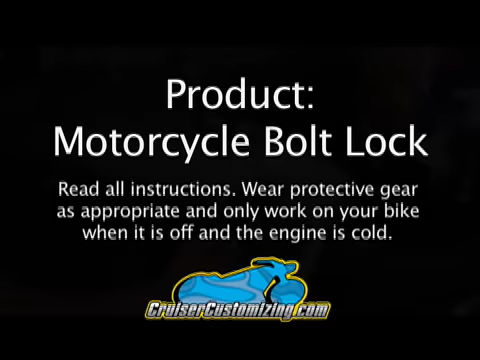 Product:
Motorcycle Bolt Lock
Read all instructions. Wear protective gear
as appropriate and only work on your bike
when it is off and the engine is cold.
CruiserCustomizing.com